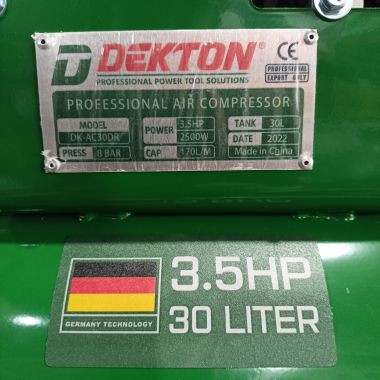 DEKTON®
PROFESSIONAL POWER TOOL SOLUTIONS
CE
PROFESSIONAL
EXPORT ONLY
PROFESSIONAL AIR COMPRESSOR
MODEL POWER 3.5HP TANK 30L
DK-AC30DR 2500W DATE 2022
PRESS 8 BAR CAP 170L/M Made in China
3.5HP
30 LITER
GERMANY TECHNOLOGY